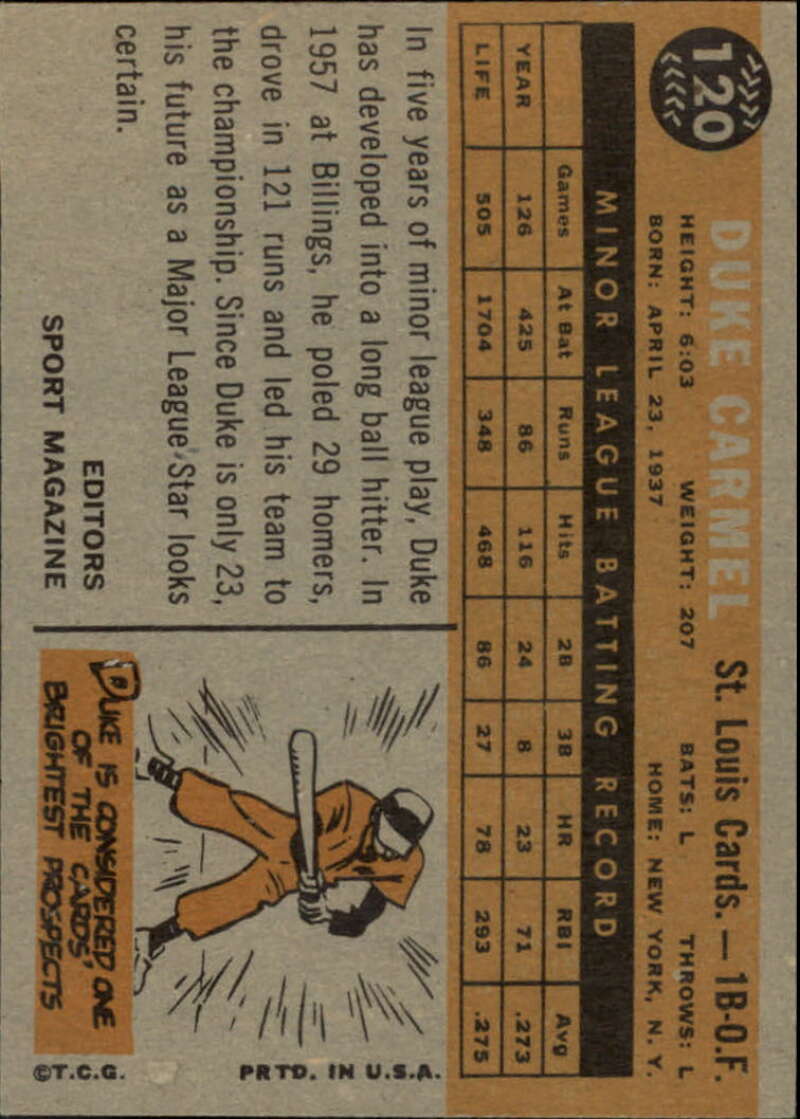 120
DUKE CARMEL St. Louis Cards. — 1B-O.F.
HEIGHT: 6:03 WEIGHT: 207 BATS: L THROWS: L
BORN: APRIL 23, 1937 HOME: NEW YORK, N. Y.
MINOR LEAGUE BATTING RECORD
Games At Bat Runs Hits 2B 3B HR RBI Avg
YEAR 126 425 86 116 24 8 23 71 .273
LIFE 505 1704 348 468 86 27 78 293 .275
In five years of minor league play, Duke
has developed into a long ball hitter. In
1957 at Billings, he poled 29 homers,
drove in 121 runs and led his team to
the championship. Since Duke is only 23,
his future as a Major League Star looks
certain.
EDITORS
SPORT MAGAZINE
DUKE IS CONSIDERED ONE
OF THE CARDS'
BRIGHTEST PROSPECTS
©T.C.G. PRTD. IN U.S.A.